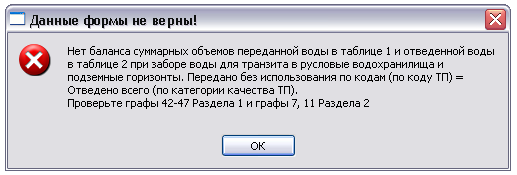 Данные формы не верны!
Нет баланса суммарных объемов переданной воды в таблице 1 и отведенной воды
в таблице 2 при заборе воды для транзита в русловые водохранилища и
подземные горизонты. Передано без использования по кодам (по коду ТП) =
Отведено всего (по категории качества ТП).
Проверьте графы 42-47 Раздела 1 и графы 7, 11 Раздела 2
OK